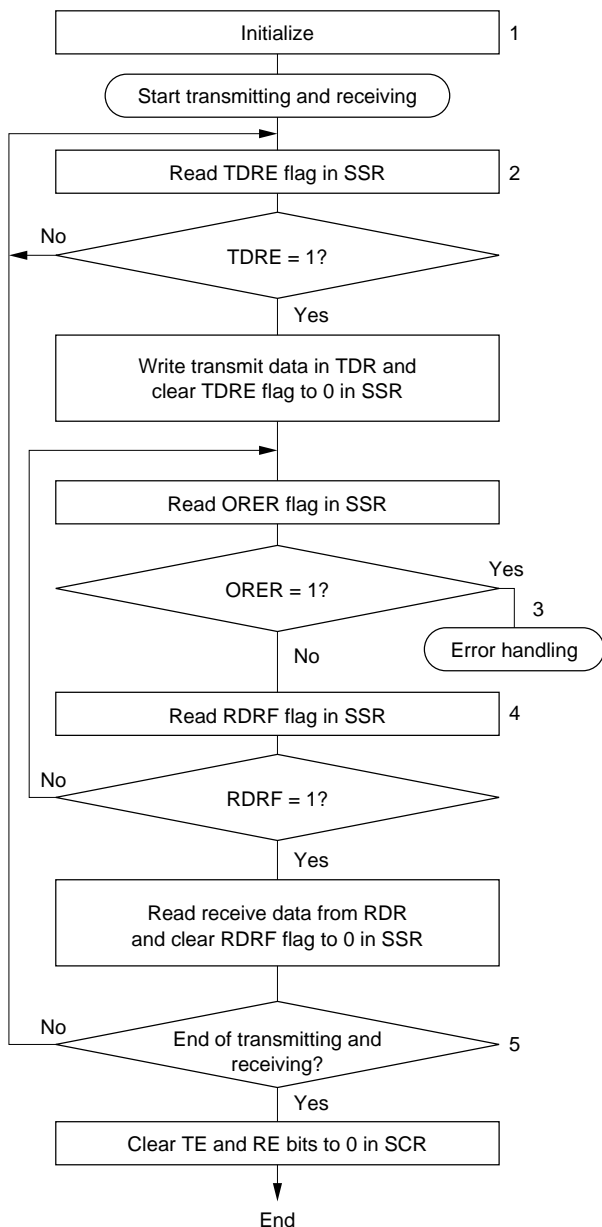 Initialize
1
Start transmitting and receiving
Read TDRE flag in SSR
2
No
TDRE = 1?
Yes
Write transmit data in TDR and
clear TDRE flag to 0 in SSR
Read ORER flag in SSR
Yes
ORER = 1?
3
Error handling
No
Read RDRF flag in SSR
4
No
RDRF = 1?
Yes
Read receive data from RDR
and clear RDRF flag to 0 in SSR
No
End of transmitting and
receiving?
5
Yes
Clear TE and RE bits to 0 in SCR
End